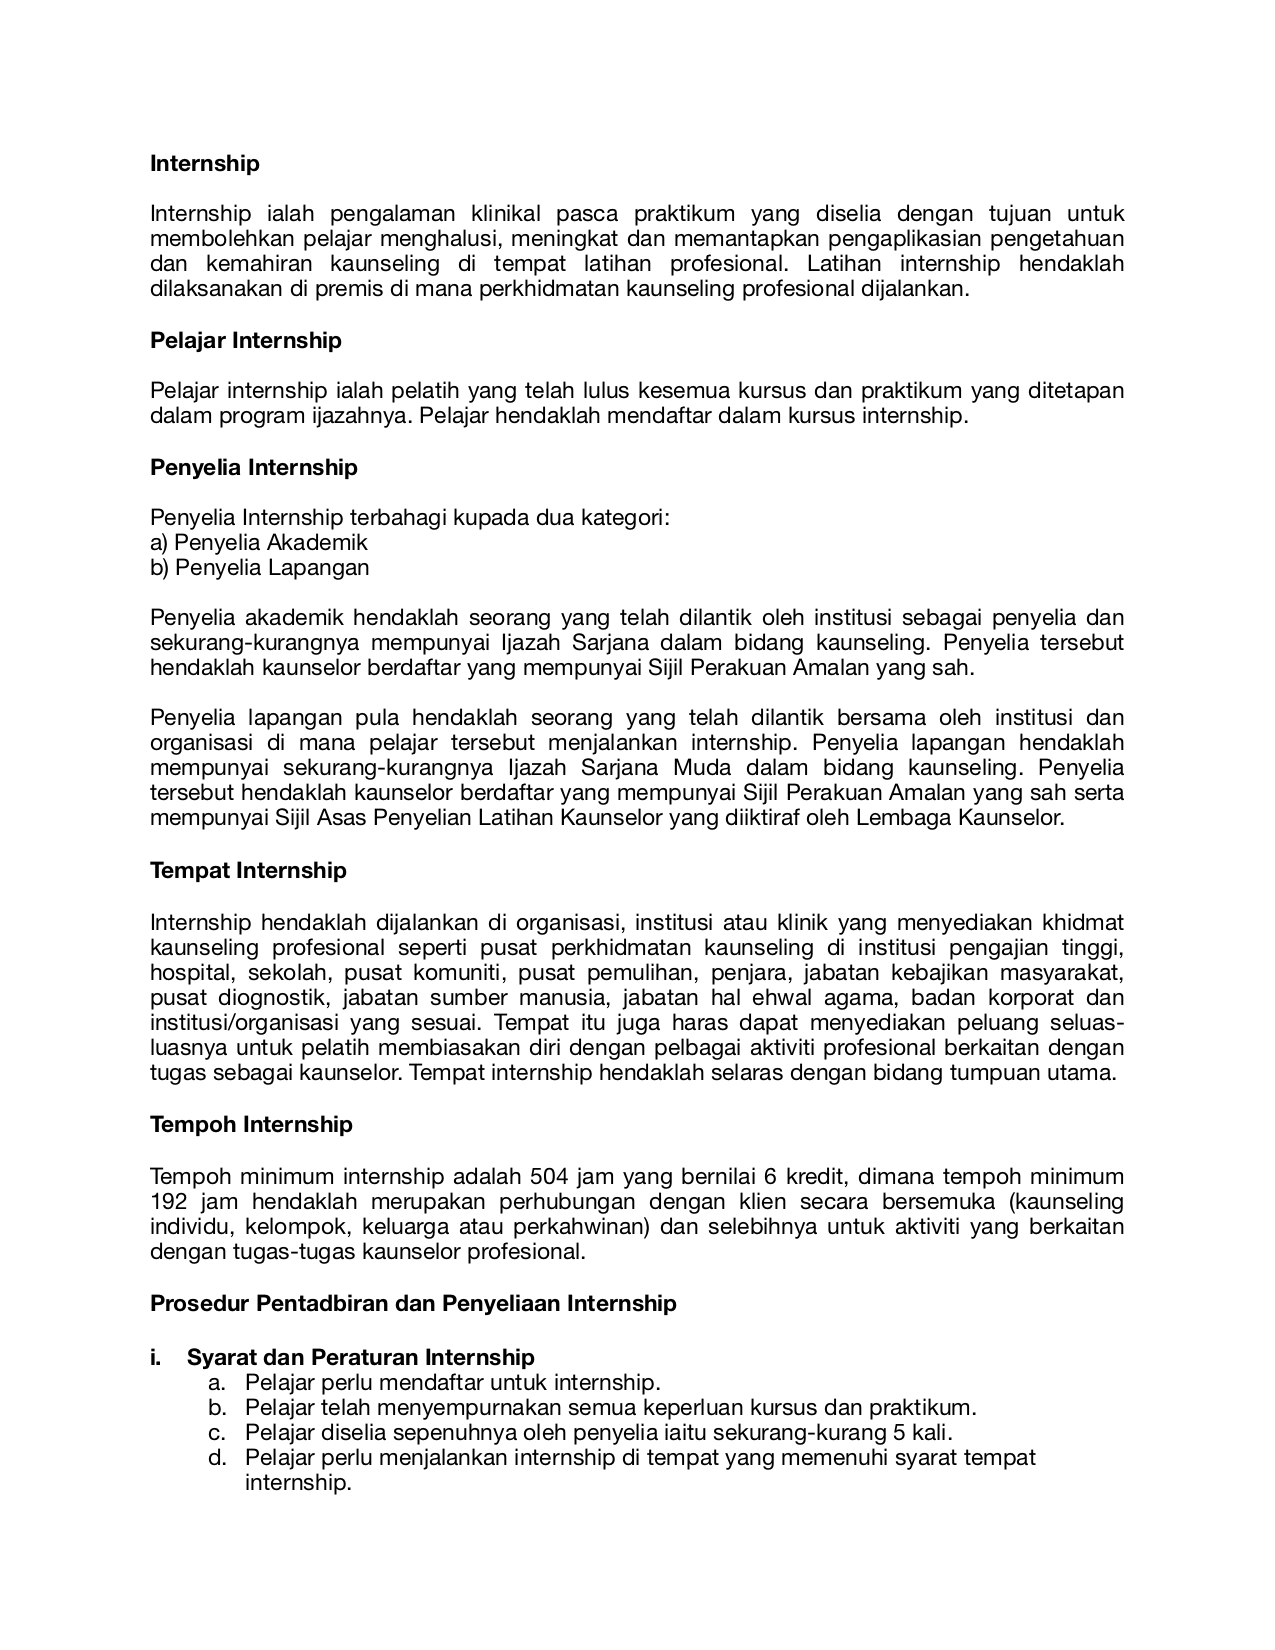 Internship
Internship ialah pengalaman klinikal pasca praktikum yang diselia dengan tujuan untuk
membolehkan pelajar menghalusi, meningkat dan memantapkan pengaplikasian pengetahuan
dan kemahiran kaunseling di tempat latihan profesional. Latihan internship hendaklah
dilaksanakan di premis di mana perkhidmatan kaunseling profesional dijalankan.
Pelajar Internship
Pelajar internship ialah pelatih yang telah lulus kesemua kursus dan praktikum yang ditetapan
dalam program ijazahnya. Pelajar hendaklah mendaftar dalam kursus internship.
Penyelia Internship
Penyelia Internship terbahagi kupada dua kategori:
a) Penyelia Akademik
b) Penyelia Lapangan
Penyelia akademik hendaklah seorang yang telah dilantik oleh institusi sebagai penyelia dan
sekurang-kurangnya mempunyai Ijazah Sarjana dalam bidang kaunseling. Penyelia tersebut
hendaklah kaunselor berdaftar yang mempunyai Sijil Perakuan Amalan yang sah.
Penyelia lapangan pula hendaklah seorang yang telah dilantik bersama oleh institusi dan
organisasi di mana pelajar tersebut menjalankan internship. Penyelia lapangan hendaklah
mempunyai sekurang-kurangnya Ijazah Sarjana Muda dalam bidang kaunseling. Penyelia
tersebut hendaklah kaunselor berdaftar yang mempunyai Sijil Perakuan Amalan yang sah serta
mempunyai Sijil Asas Penyelian Latihan Kaunselor yang diiktiraf oleh Lembaga Kaunselor.
Tempat Internship
Internship hendaklah dijalankan di organisasi, institusi atau klinik yang menyediakan khidmat
kaunseling profesional seperti pusat perkhidmatan kaunseling di institusi pengajian tinggi,
hospital, sekolah, pusat komuniti, pusat pemulihan, penjara, jabatan kebajikan masyarakat,
pusat diognostik, jabatan sumber manusia, jabatan hal ehwal agama, badan korporat dan
institusi/organisasi yang sesuai. Tempat itu juga haras dapat menyediakan peluang seluas-
luasnya untuk pelatih membiasakan diri dengan pelbagai aktiviti profesional berkaitan dengan
tugas sebagai kaunselor. Tempat internship hendaklah selaras dengan bidang tumpuan utama.
Tempoh Internship
Tempoh minimum internship adalah 504 jam yang bernilai 6 kredit, dimana tempoh minimum
192 jam hendaklah merupakan perhubungan dengan klien secara bersemuka (kaunseling
individu, kelompok, keluarga atau perkahwinan) dan selebihnya untuk aktiviti yang berkaitan
dengan tugas-tugas kaunselor profesional.
Prosedur Pentadbiran dan Penyeliaan Internship
i. Syarat dan Peraturan Internship
a. Pelajar perlu mendaftar untuk internship.
b. Pelajar telah menyempurnakan semua keperluan kursus dan praktikum.
c. Pelajar diselia sepenuhnya oleh penyelia iaitu sekurang-kurang 5 kali.
d. Pelajar perlu menjalankan internship di tempat yang memenuhi syarat tempat
internship.